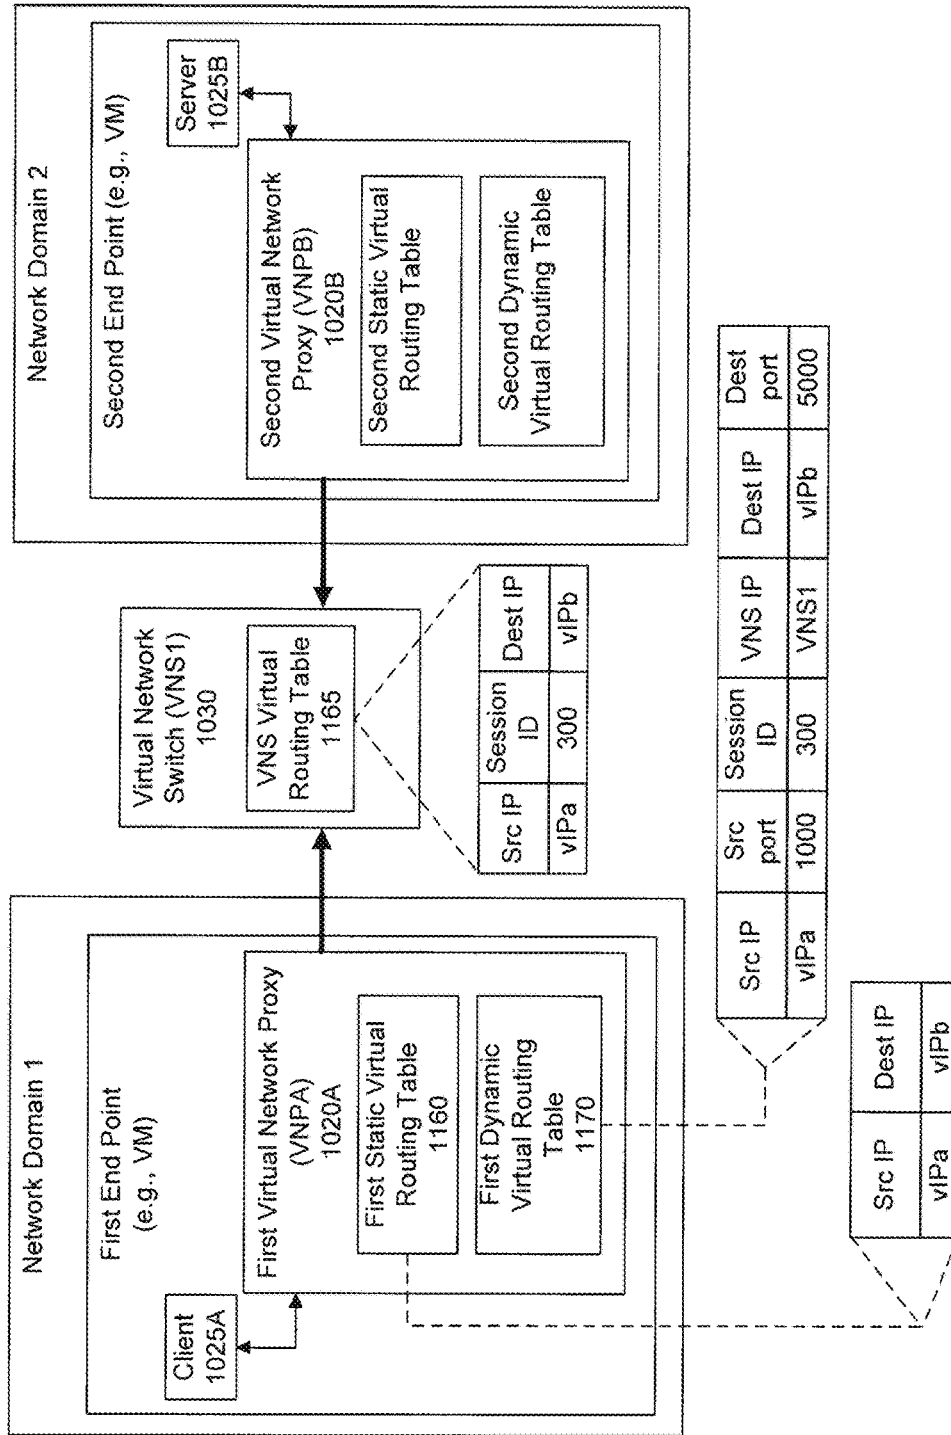 Network Domain 1
First End Point
(e.g., VM)
Client
1025A
First Virtual Network Proxy
(VNPA)
1020A
First Static Virtual
Routing Table
1160
First Dynamic
Virtual Routing
Table
1170
Virtual Network
Switch (VNS1)
1030
VNS Virtual
Routing Table
1165
Network Domain 2
Second End Point (e.g., VM)
Server
1025B
Second Virtual Network
Proxy (VNPB)
1020B
Second Static Virtual
Routing Table
Second Dynamic
Virtual Routing Table
Src IP Session ID Dest IP
vIPa 300 vIPb
Src IP Src port Session ID VNS IP Dest IP Dest port
vIPa 1000 300 VNS1 vIPb 5000
Src IP Dest IP
vIPa vIPb